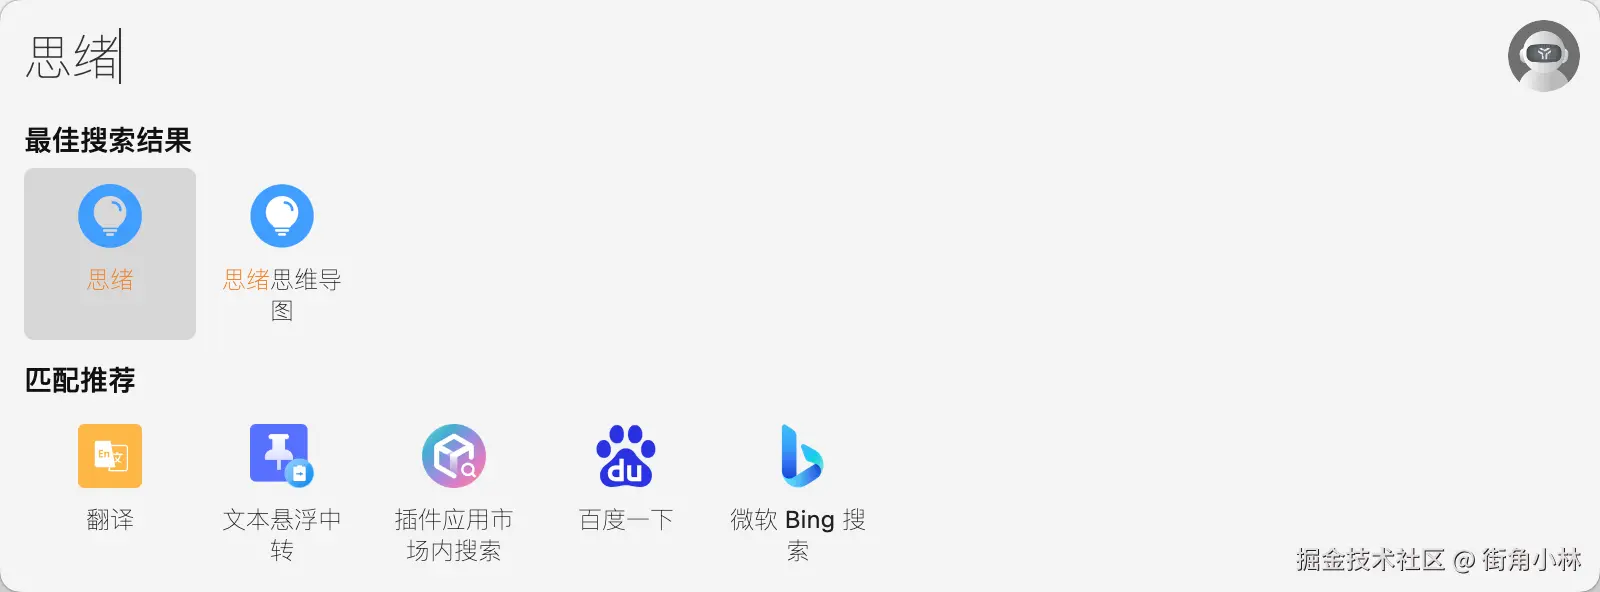 思绪
最佳搜索结果
思绪
思绪思维导
图
匹配推荐
En 文
du
翻译
文本悬浮中
转
插件应用市
场内搜索
百度一下
微软 Bing 搜
索
掘金技术社区 @ 街角小林